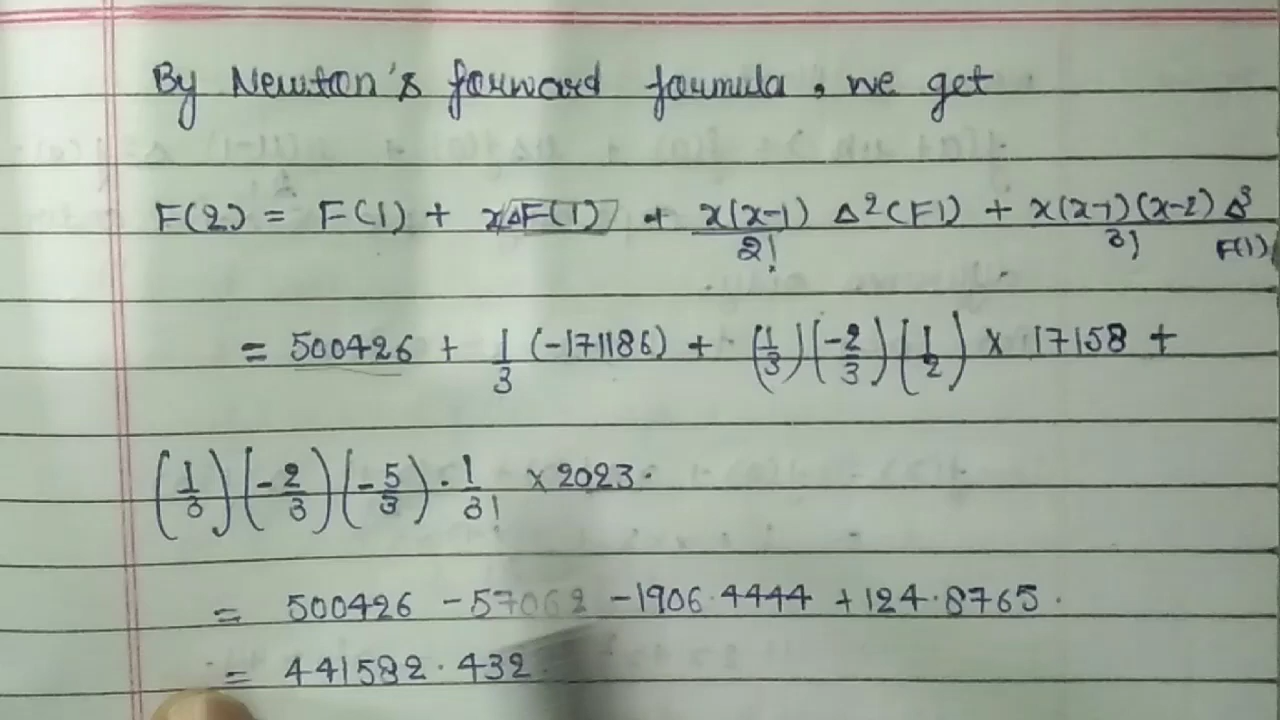 By Newton's forward formula, we get
F(2) = F(1) + xΔF(1) + x(x-1)/2! Δ²(F1) + x(x-1)(x-2)/3! Δ³ F(1)
= 500426 + 1/3 (-171186) + (1/3)(-2/3)(1/2) × 17158 +
(1/3)(-2/3)(-5/3) · 1/3! × 2023.
= 500426 - 57062 - 1906.4444 + 124.8765.
= 441582.432